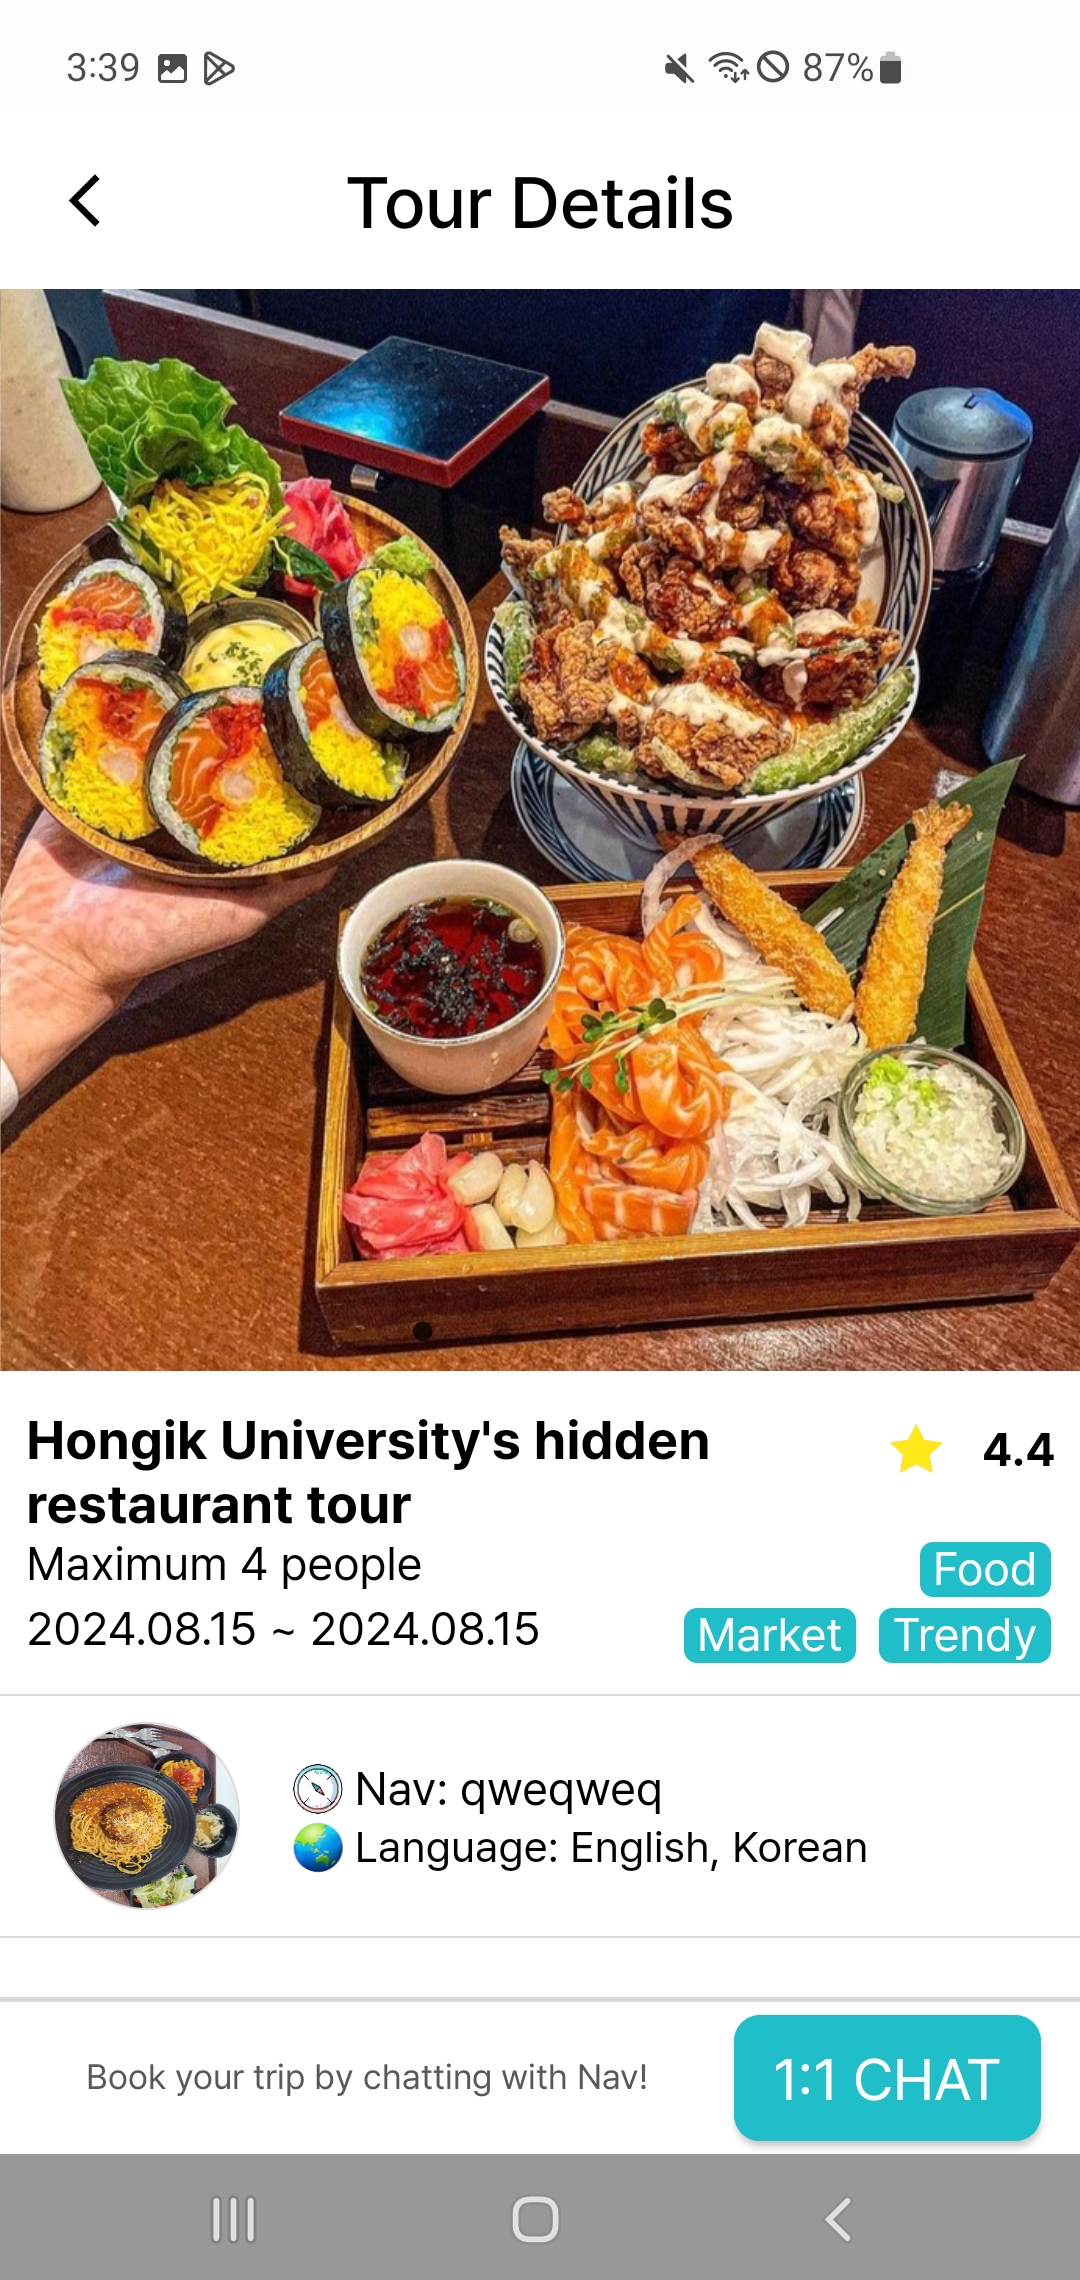 3:39 87%
Tour Details
Hongik University's hidden
restaurant tour
4.4
Maximum 4 people
Food
2024.08.15 ~ 2024.08.15
Market Trendy
Nav: qweqweq
Language: English, Korean
Book your trip by chatting with Nav!
1:1 CHAT